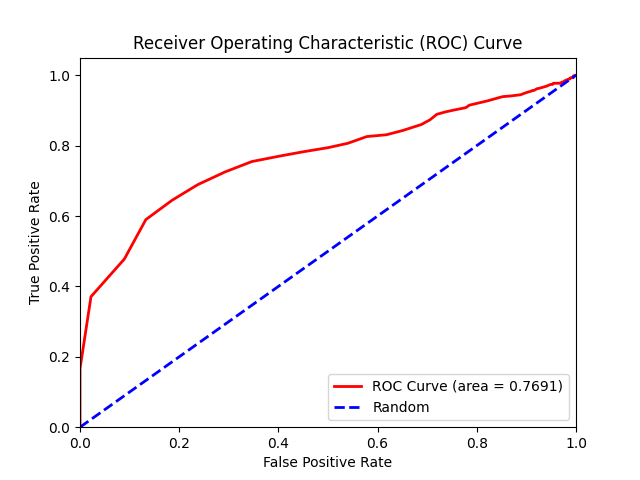 Receiver Operating Characteristic (ROC) Curve
1.0
0.8
0.6
0.4
0.2
0.0
True Positive Rate
ROC Curve (area = 0.7691)
Random
0.0 0.2 0.4 0.6 0.8 1.0
False Positive Rate